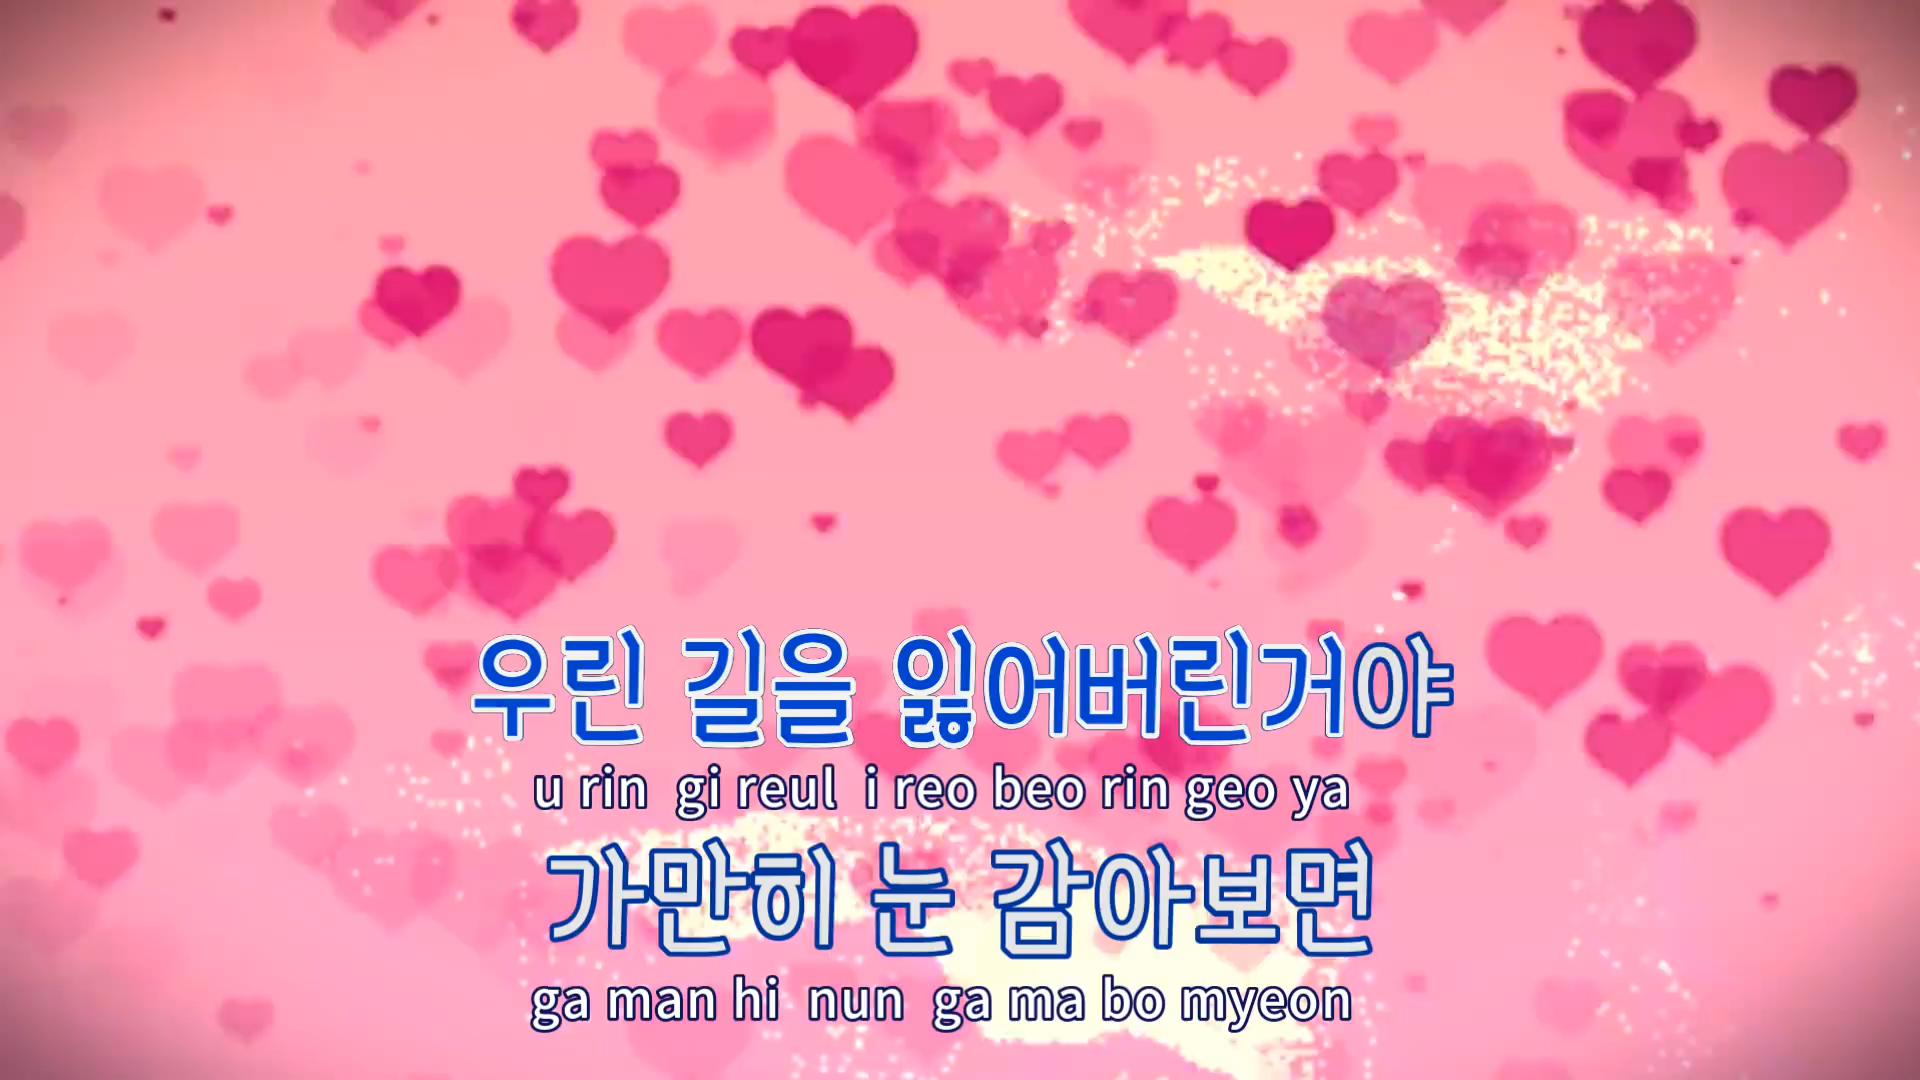 우린 길을 잃어버린거야
u rin gi reul i reo beo rin geo ya
가만히 눈 감아보면
ga man hi nun ga ma bo myeon